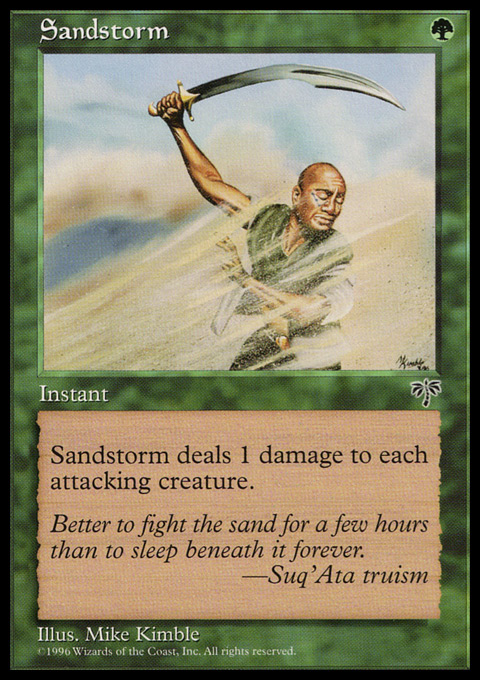 Sandstorm
Instant
Sandstorm deals 1 damage to each
attacking creature.
Better to fight the sand for a few hours
than to sleep beneath it forever.
—Suq'Ata truism
Illus. Mike Kimble
©1996 Wizards of the Coast, Inc. All rights reserved.